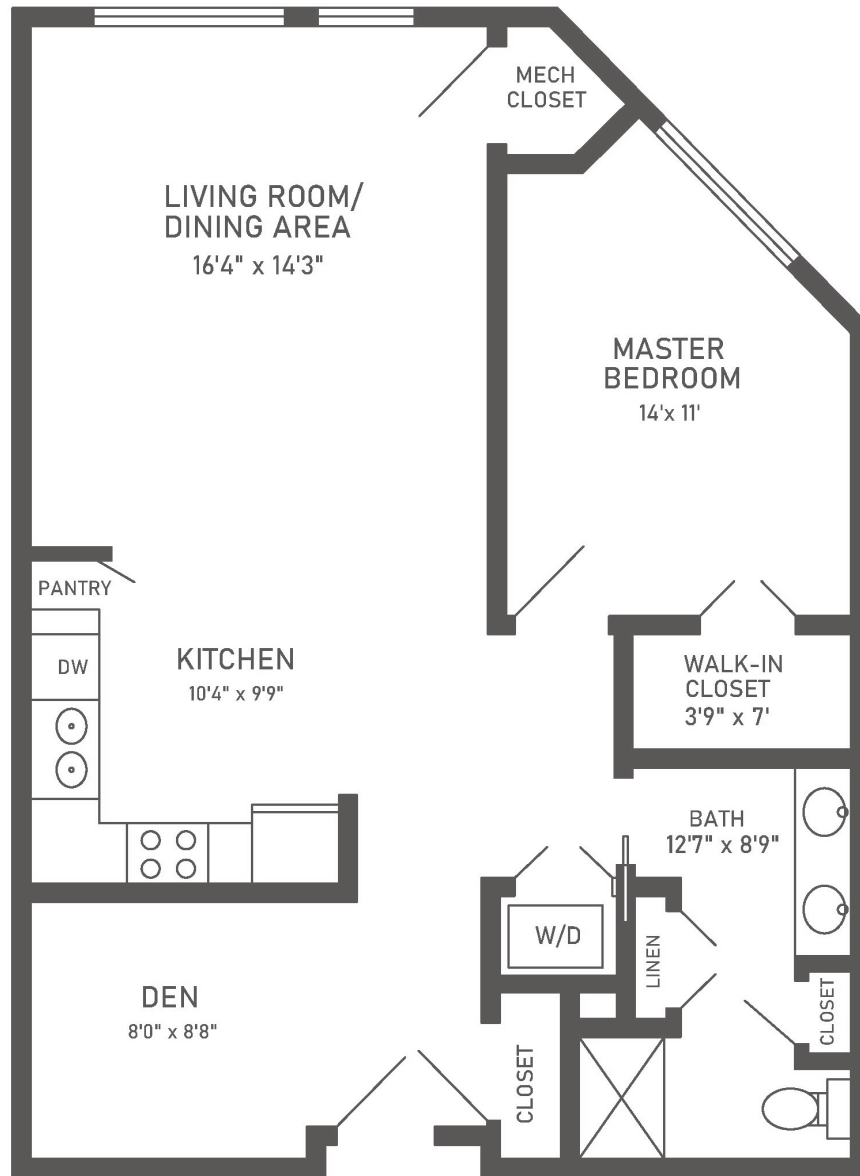 MECH
CLOSET
LIVING ROOM/
DINING AREA
16'4" x 14'3"
MASTER
BEDROOM
14'x 11'
PANTRY
DW
KITCHEN
10'4" x 9'9"
WALK-IN
CLOSET
3'9" x 7'
BATH
12'7" x 8'9"
W/D
LINEN
DEN
8'0" x 8'8"
CLOSET
CLOSET